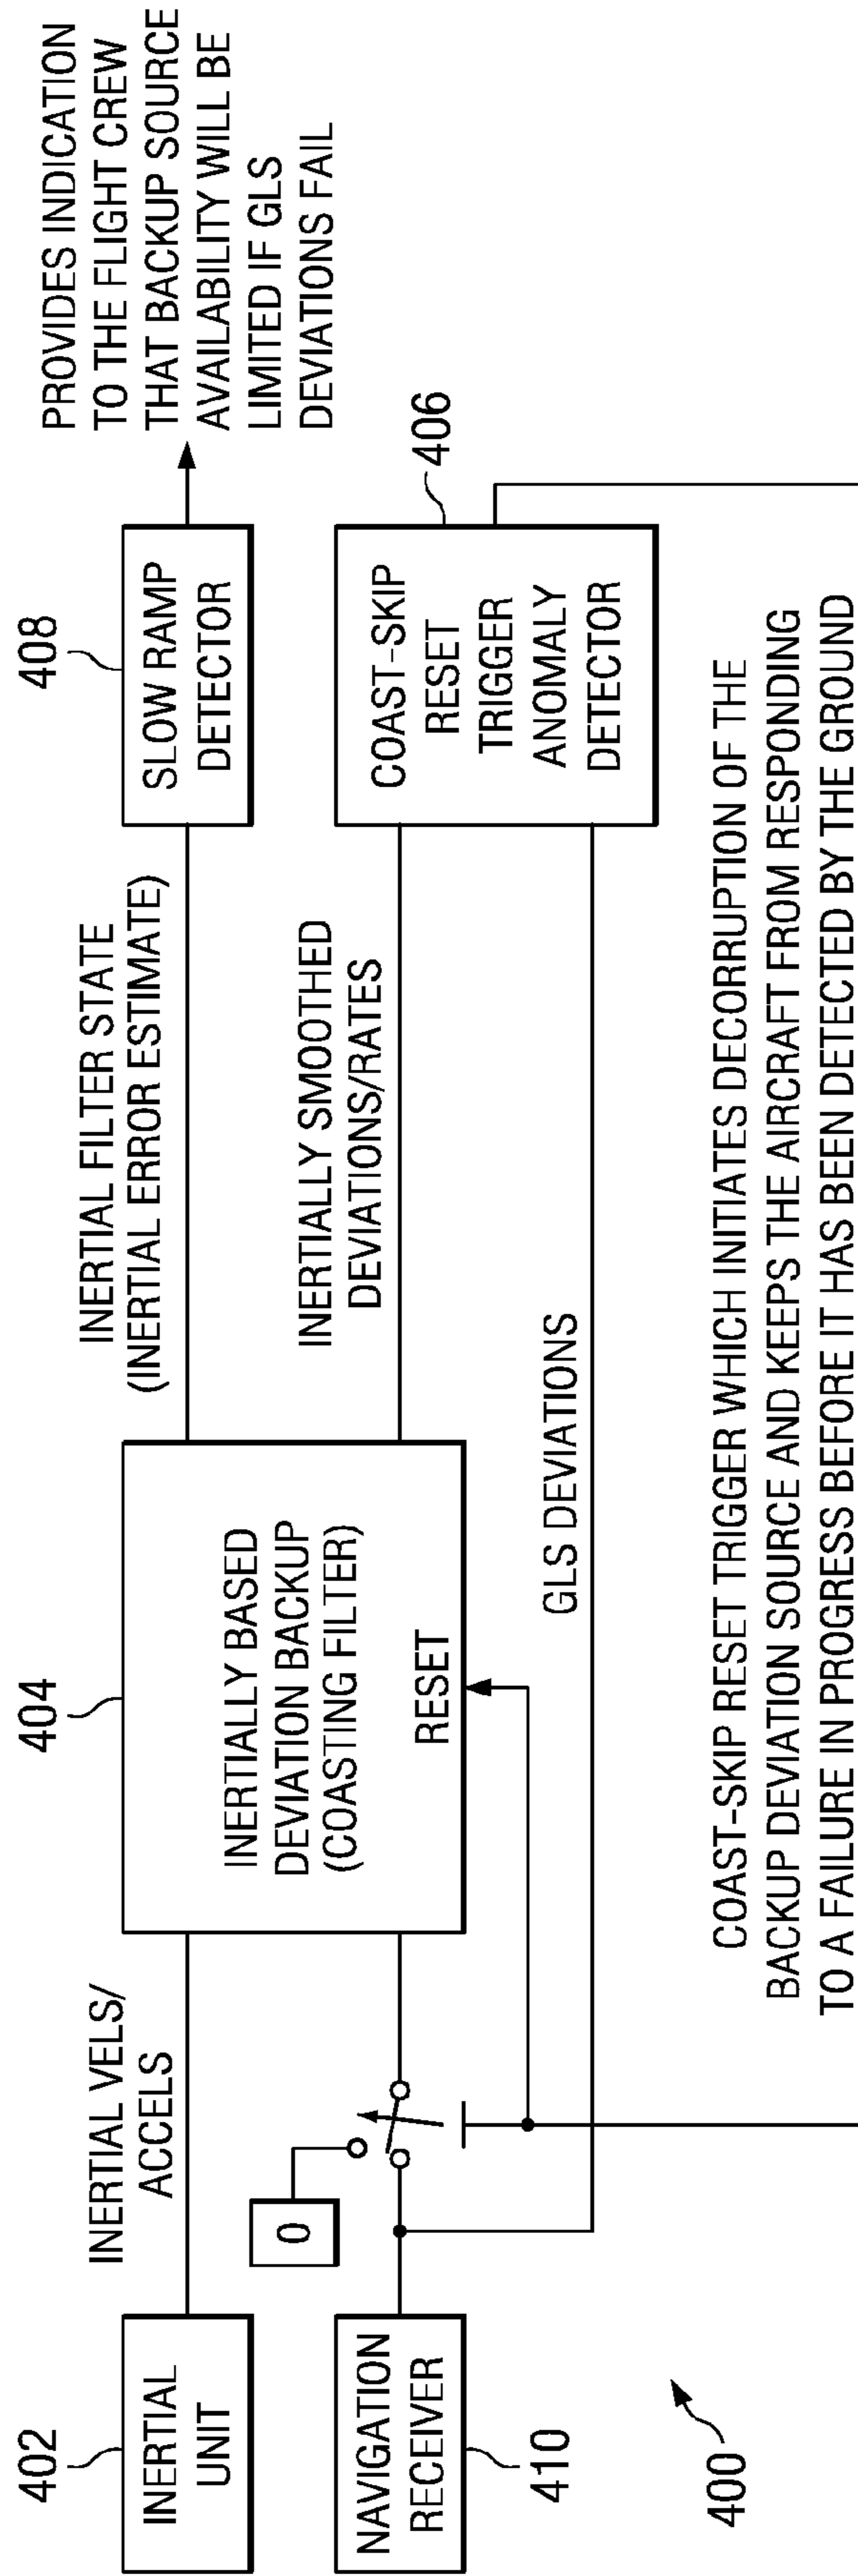 402
INERTIAL
UNIT
INERTIAL VELS/
ACCELS
404
INERTIALLY BASED
DEVIATION BACKUP
(COASTING FILTER)
RESET
INERTIAL FILTER STATE
(INERTIAL ERROR ESTIMATE)
408
SLOW RAMP
DETECTOR
PROVIDES INDICATION
TO THE FLIGHT CREW
THAT BACKUP SOURCE
AVAILABILITY WILL BE
LIMITED IF GLS
DEVIATIONS FAIL
0
NAVIGATION
RECEIVER
410
INERTIALLY SMOOTHED
DEVIATIONS/RATES
GLS DEVIATIONS
COAST-SKIP
RESET
TRIGGER
ANOMALY
DETECTOR
406
400
COAST-SKIP RESET TRIGGER WHICH INITIATES DECORRUPTION OF THE
BACKUP DEVIATION SOURCE AND KEEPS THE AIRCRAFT FROM RESPONDING
TO A FAILURE IN PROGRESS BEFORE IT HAS BEEN DETECTED BY THE GROUND